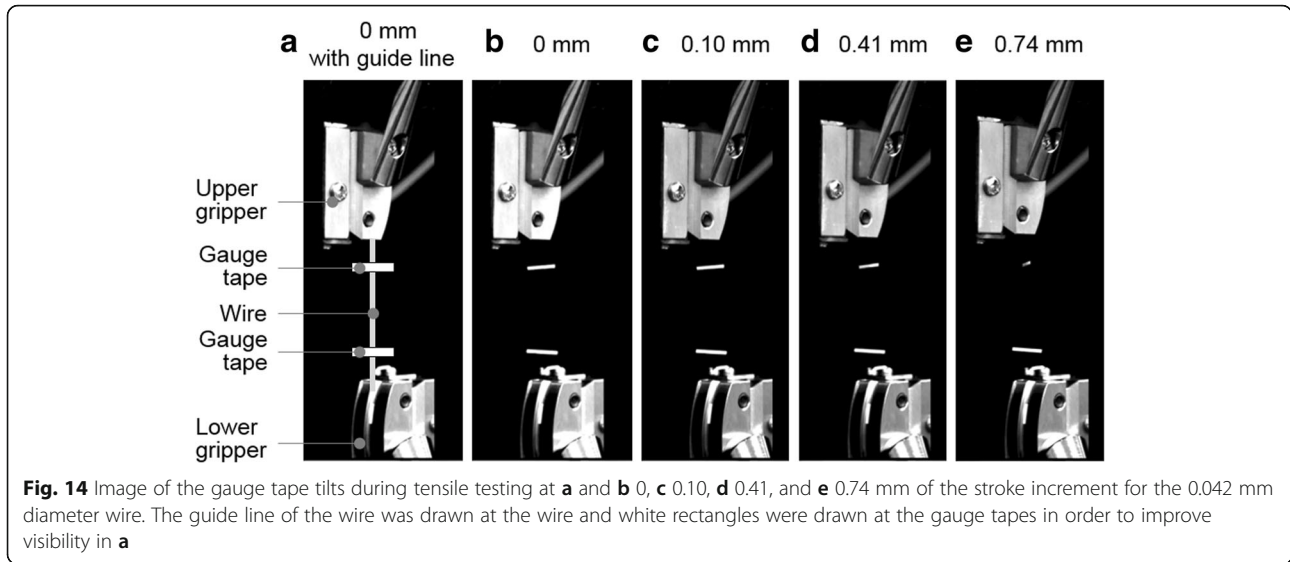 a 0 mm with guide line
b 0 mm
c 0.10 mm
d 0.41 mm
e 0.74 mm
Upper gripper
Gauge tape
Wire
Gauge tape
Lower gripper
Fig. 14 Image of the gauge tape tilts during tensile testing at a and b 0, c 0.10, d 0.41, and e 0.74 mm of the stroke increment for the 0.042 mm
diameter wire. The guide line of the wire was drawn at the wire and white rectangles were drawn at the gauge tapes in order to improve
visibility in a